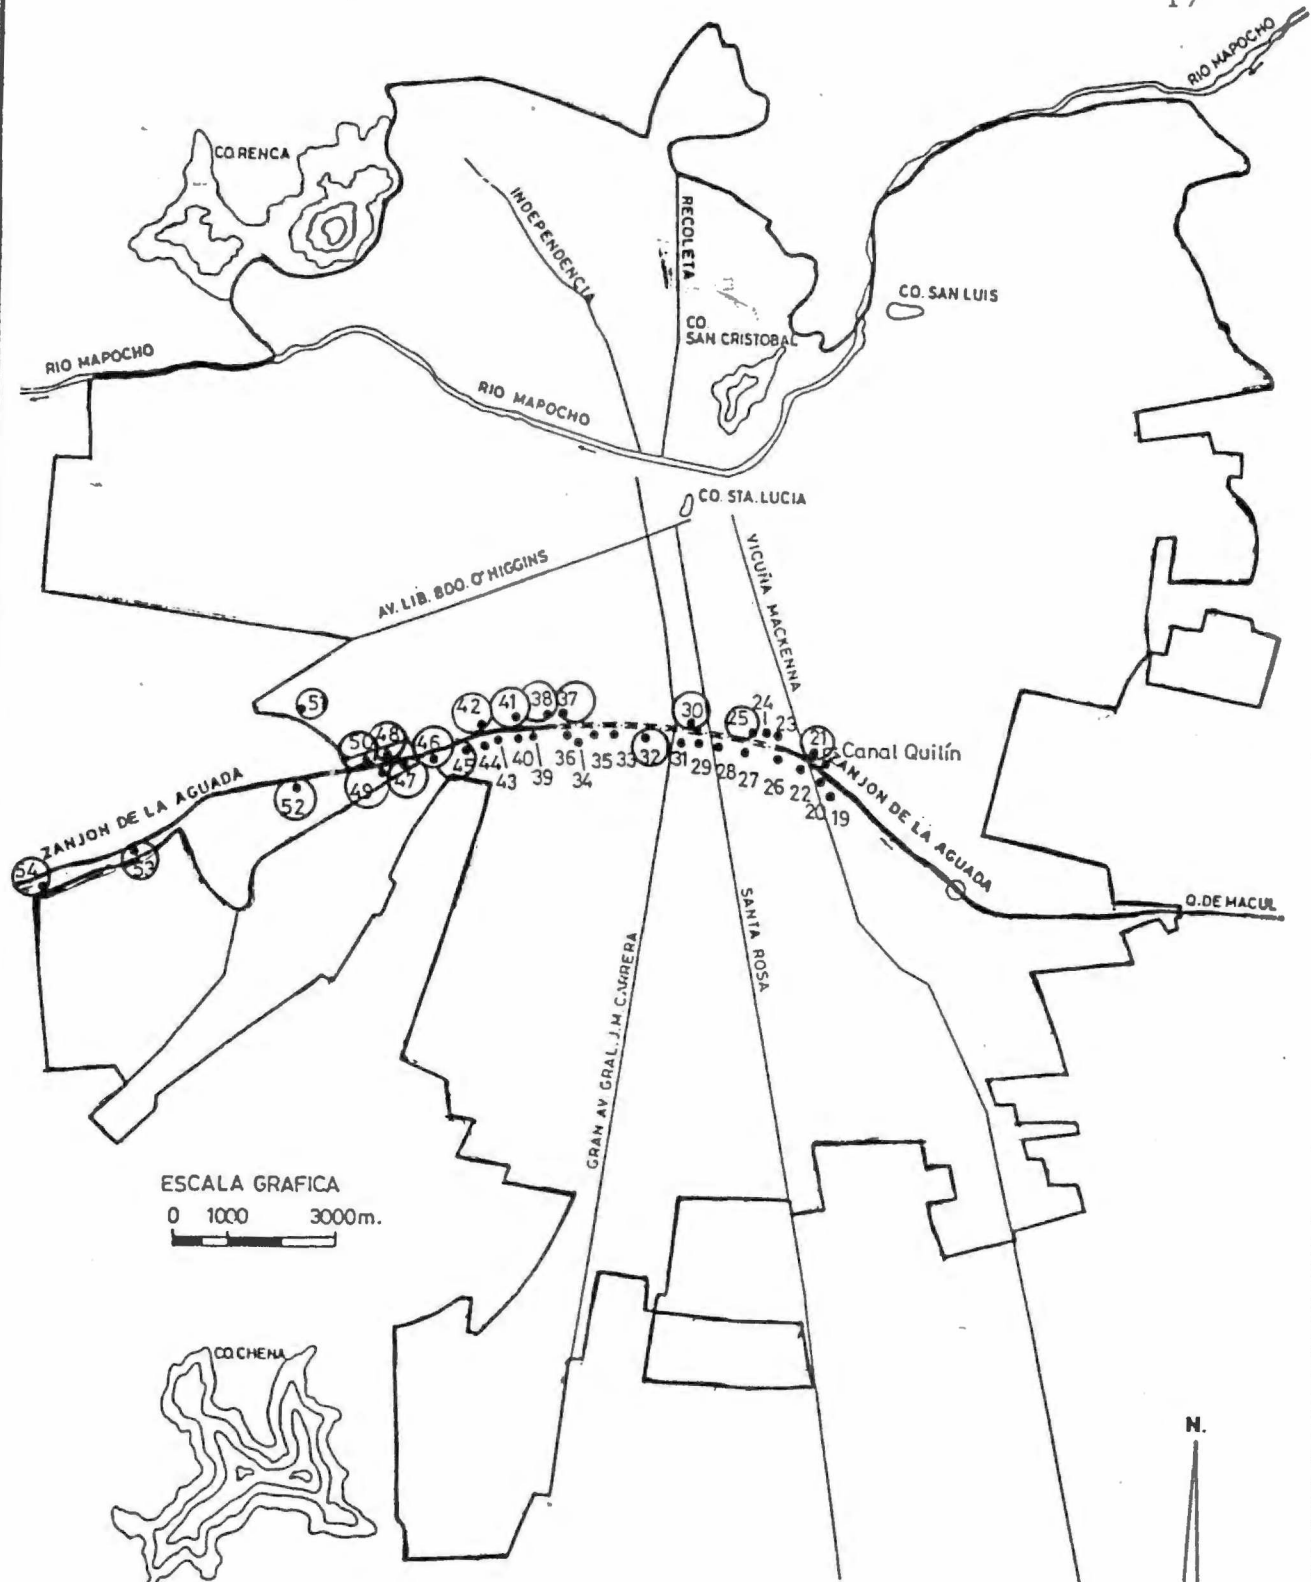 17
RIO MAPOCHO
CO.RENCA
INDEPENDENCIA
RECOLETA
CO. SAN LUIS
CO.
SAN CRISTOBAL
RIO MAPOCHO
RIO MAPOCHO
CO. STA. LUCIA
AV. LIB. BDO. O'HIGGINS
VICUÑA MACKENNA
51
42
41
38
37
30
25
24
23
21
Canal Quilín
50
48
46
45
44
43
40
39
36
34
35
33
32
31
29
28
27
26
22
20
19
49
47
52
53
54
ZANJON DE LA AGUADA
ZANJON DE LA AGUADA
Q. DE MACUL
SANTA ROSA
GRAN AV. GRAL. J.M. CARRERA
ESCALA GRAFICA
0 1000 3000m.
CO.CHENA
N.